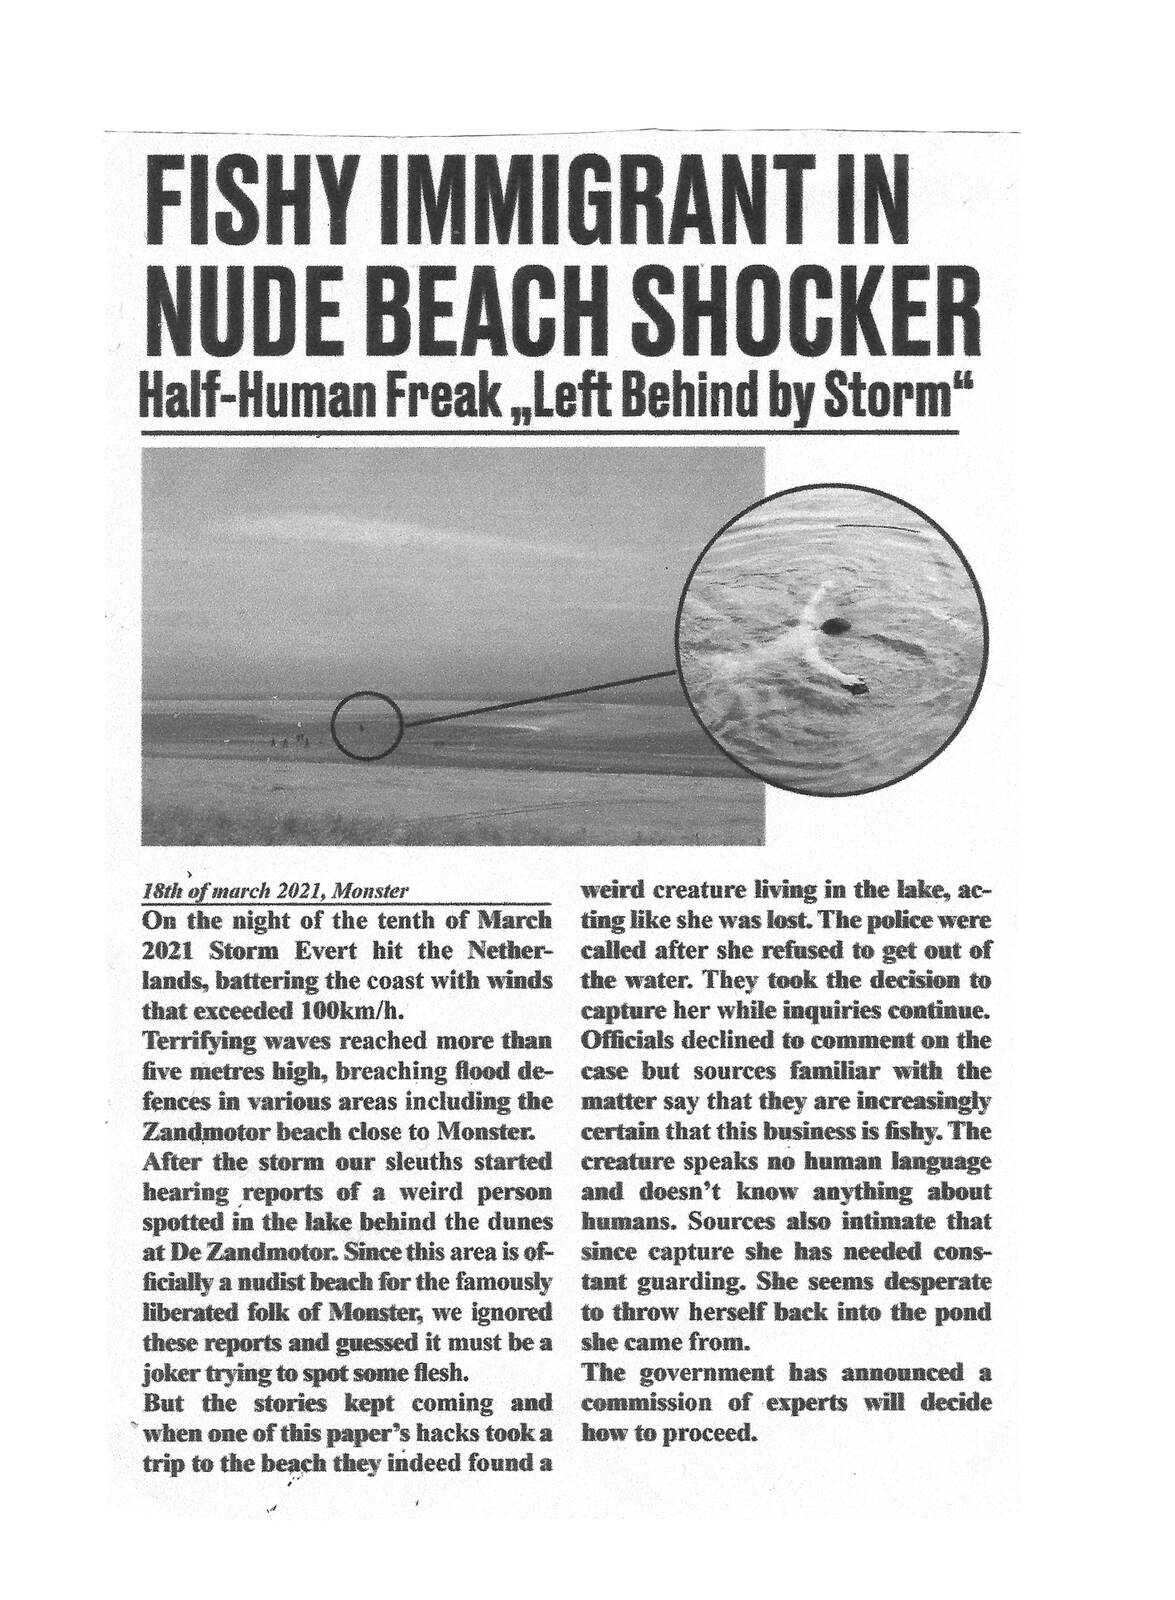 FISHY IMMIGRANT IN
NUDE BEACH SHOCKER
Half-Human Freak „Left Behind by Storm“
18th of march 2021, Monster
On the night of the tenth of March
2021 Storm Evert hit the Nether-
lands, battering the coast with winds
that exceeded 100km/h.
Terrifying waves reached more than
five metres high, breaching flood de-
fences in various areas including the
Zandmotor beach close to Monster.
After the storm our sleuths started
hearing reports of a weird person
spotted in the lake behind the dunes
at De Zandmotor. Since this area is of-
ficially a nudist beach for the famously
liberated folk of Monster, we ignored
these reports and guessed it must be a
joker trying to spot some flesh.
But the stories kept coming and
when one of this paper’s hacks took a
trip to the beach they indeed found a
weird creature living in the lake, ac-
ting like she was lost. The police were
called after she refused to get out of
the water. They took the decision to
capture her while inquiries continue.
Officials declined to comment on the
case but sources familiar with the
matter say that they are increasingly
certain that this business is fishy. The
creature speaks no human language
and doesn’t know anything about
humans. Sources also intimate that
since capture she has needed cons-
tant guarding. She seems desperate
to throw herself back into the pond
she came from.
The government has announced a
commission of experts will decide
how to proceed.